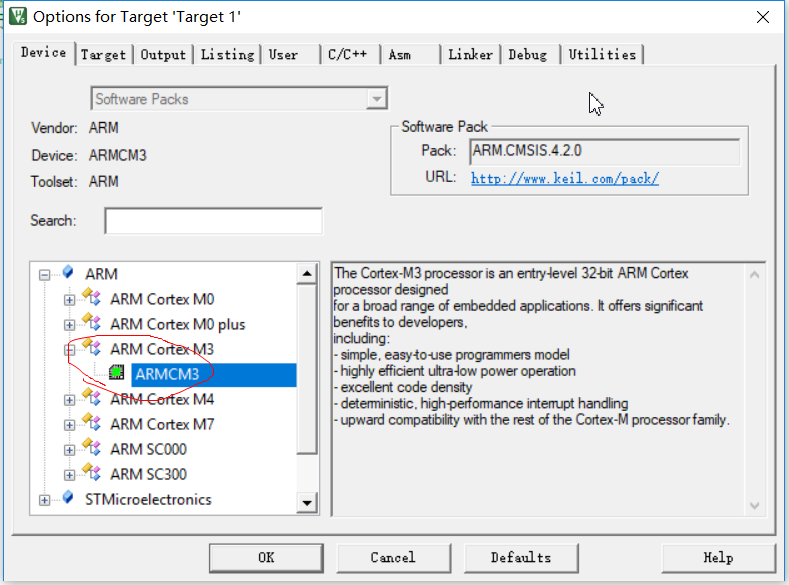 Options for Target 'Target 1'
Device Target Output Listing User C/C++ Asm Linker Debug Utilities
Software Packs
Vendor: ARM
Device: ARMCM3
Toolset: ARM
Search:
Software Pack
Pack: ARM.CMSIS.4.2.0
URL: http://www.keil.com/pack/
ARM
ARM Cortex M0
ARM Cortex M0 plus
ARM Cortex M3
ARMCM3
ARM Cortex M4
ARM Cortex M7
ARM SC000
ARM SC300
STMicroelectronics
The Cortex-M3 processor is an entry-level 32-bit ARM Cortex
processor designed
for a broad range of embedded applications. It offers significant
benefits to developers,
including:
- simple, easy-to-use programmers model
- highly efficient ultra-low power operation
- excellent code density
- deterministic, high-performance interrupt handling
- upward compatibility with the rest of the Cortex-M processor family.
OK Cancel Defaults Help